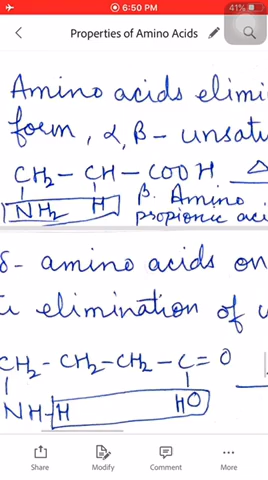 6:50 PM
41%
Properties of Amino Acids
Amino acids elimi
form, α, β - unsatu
CH2 - CH - COOH Δ
NH2 H β. Amino
propionic aci
δ- amino acids on
elimination of
CH2 - CH2 - CH2 - C = O
NH-H HO
Share Modify Comment More